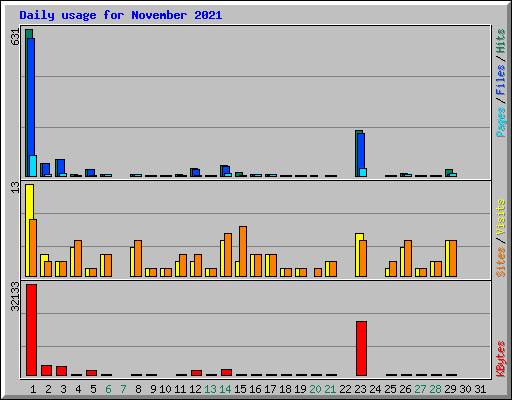 Daily usage for November 2021
631
Pages / Files / Hits
13
Sites / Visits
32133
KBytes
1 2 3 4 5 6 7 8 9 10 11 12 13 14 15 16 17 18 19 20 21 22 23 24 25 26 27 28 29 30 31